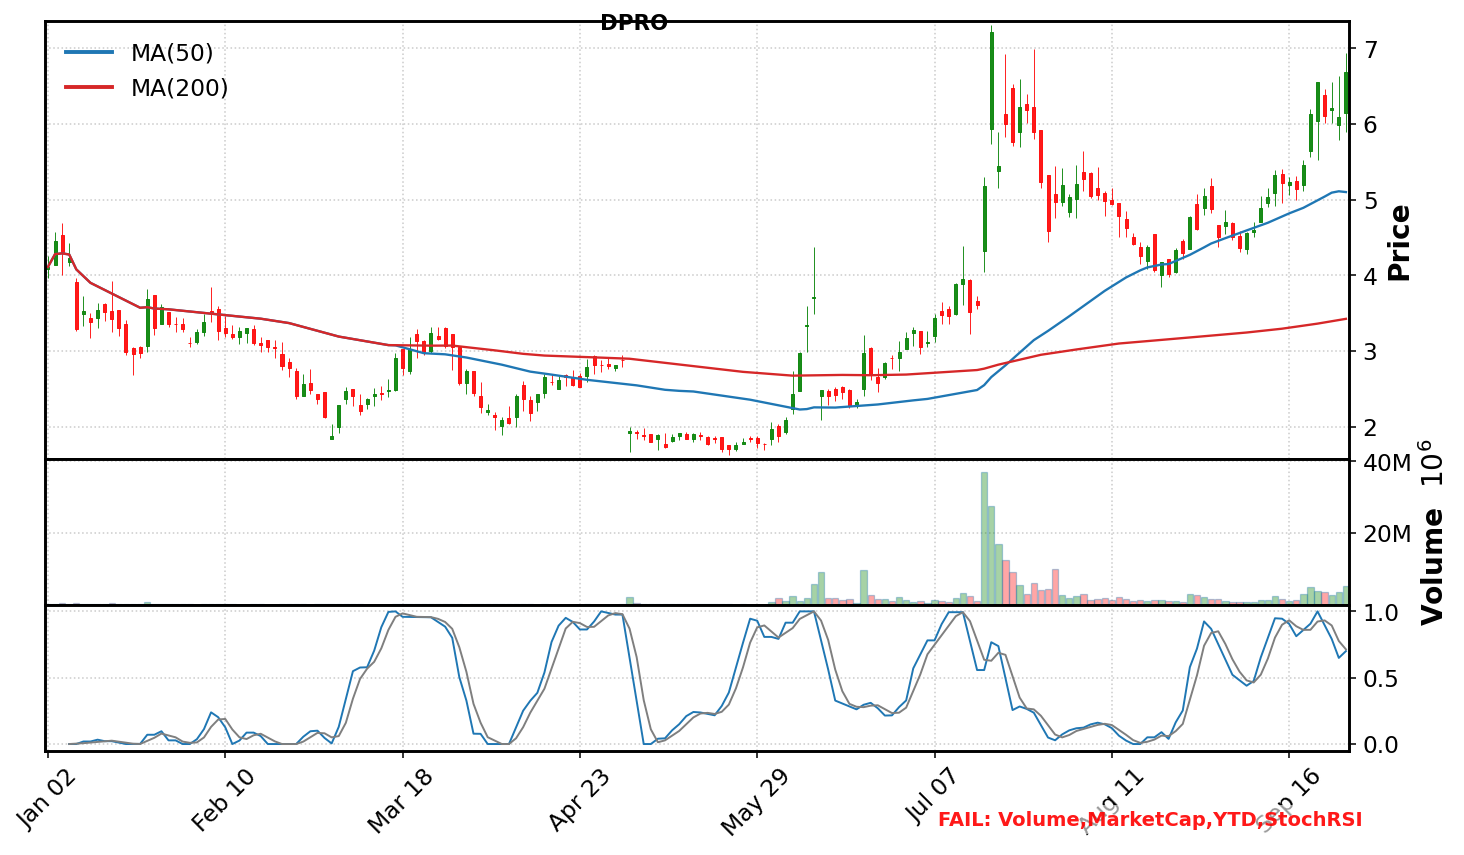 DPRO
MA(50)
MA(200)
7
6
5
4
3
2
Price
40M
20M
Volume 10^6
1.0
0.5
0.0
Jan 02
Feb 10
Mar 18
Apr 23
May 29
Jul 07
Aug 11
Sep 16
FAIL: Volume,MarketCap,YTD,StochRSI